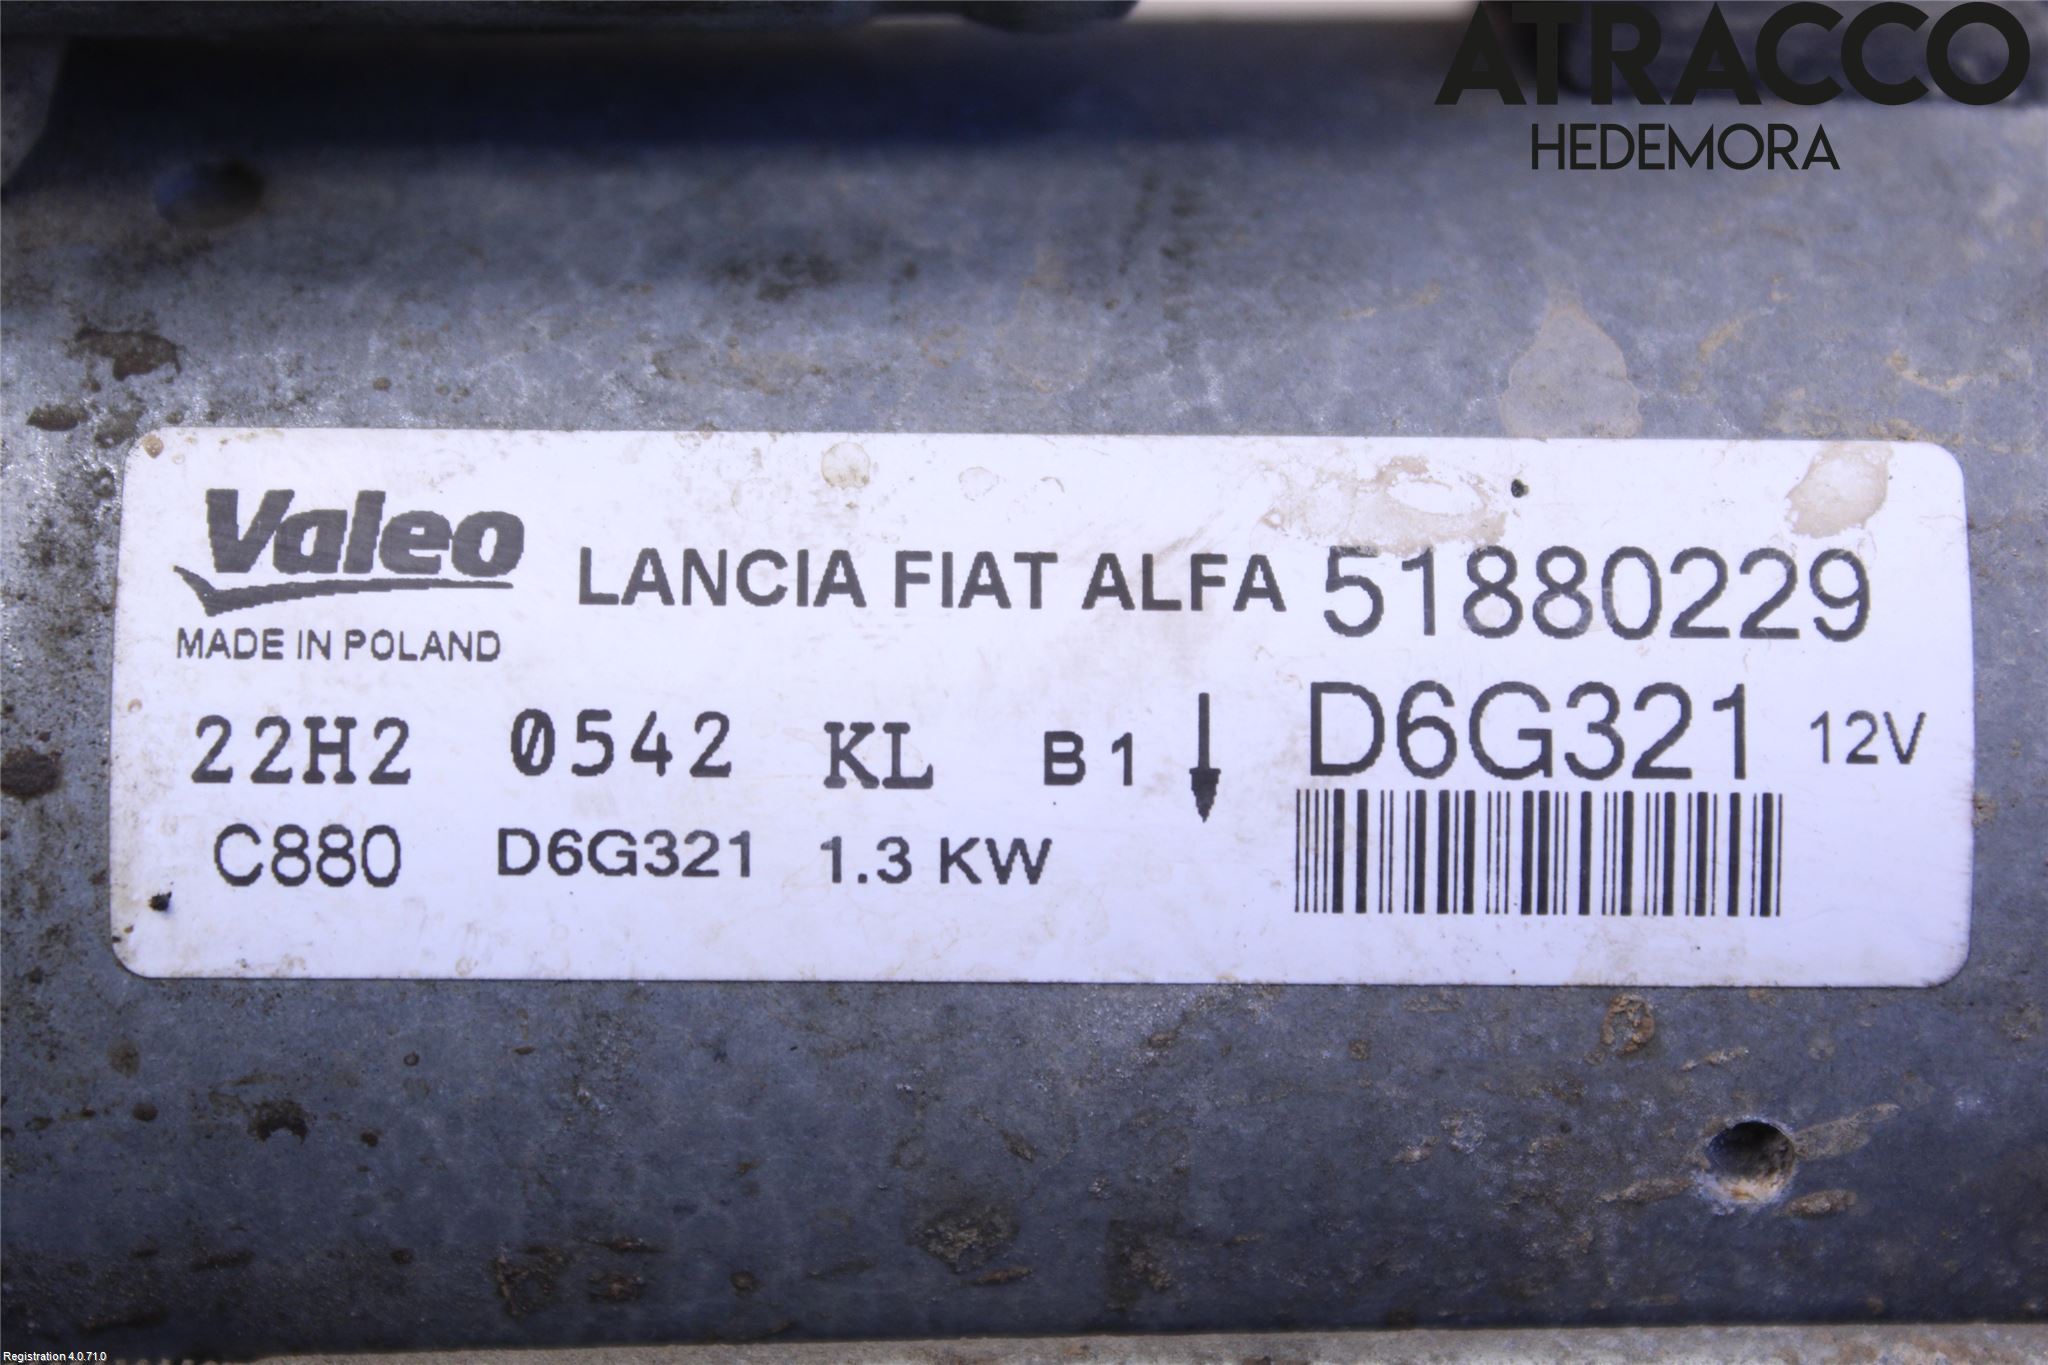 ATRACCO
HEDEMORA
Valeo
MADE IN POLAND
LANCIA FIAT ALFA 51880229
22H2 0542 KL B1 D6G321 12V
C880 D6G321 1.3 KW
Registration 4.0.71.0